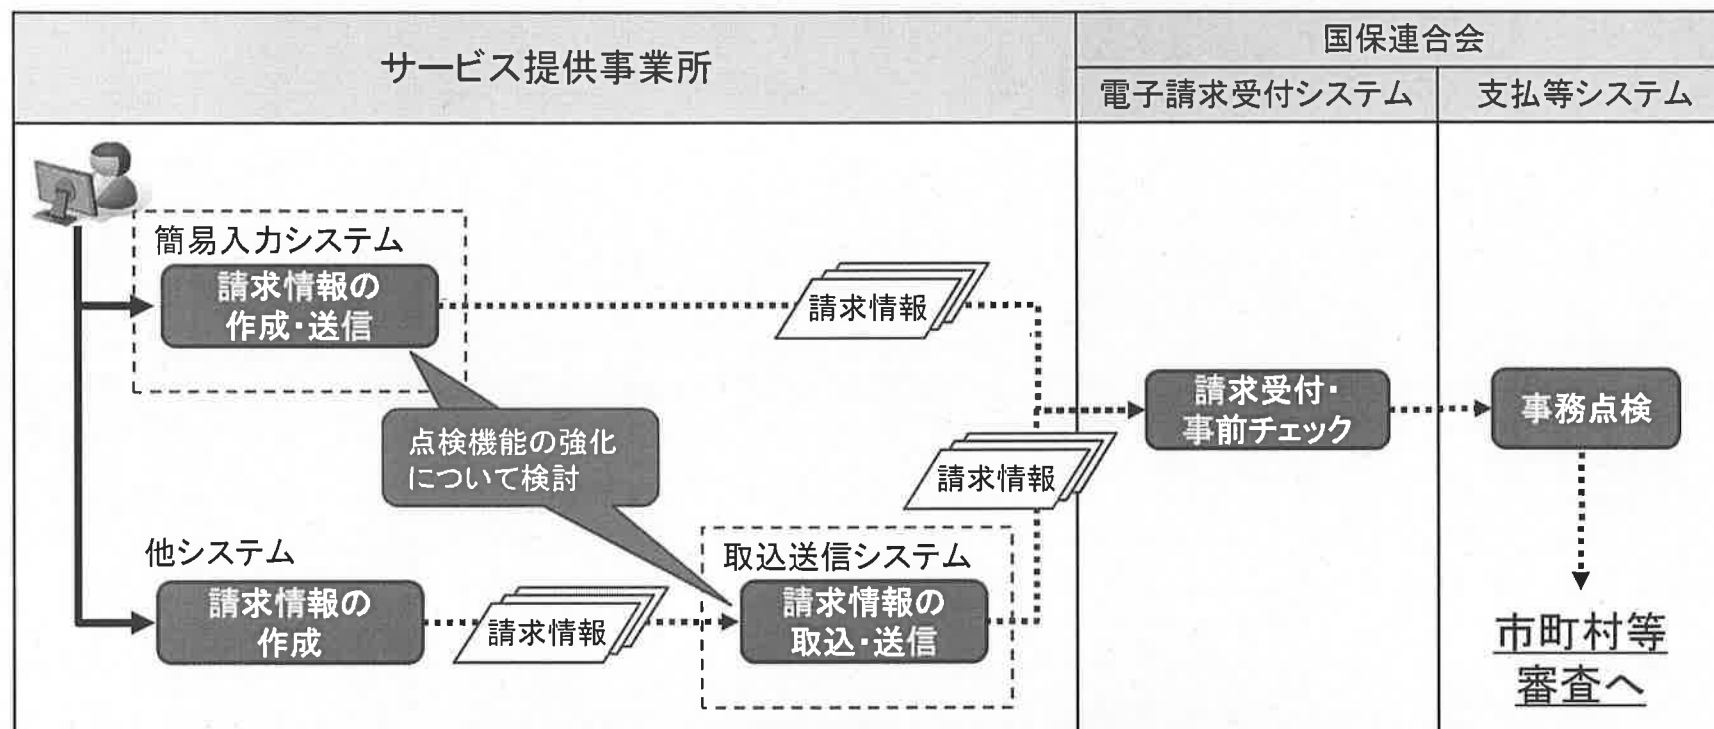 サービス提供事業所
国保連合会
電子請求受付システム
支払等システム
簡易入力システム
請求情報の
作成・送信
請求情報
点検機能の強化
について検討
請求受付・
事前チェック
事務点検
請求情報
他システム
請求情報の
作成
請求情報
取込送信システム
請求情報の
取込・送信
市町村等
審査へ